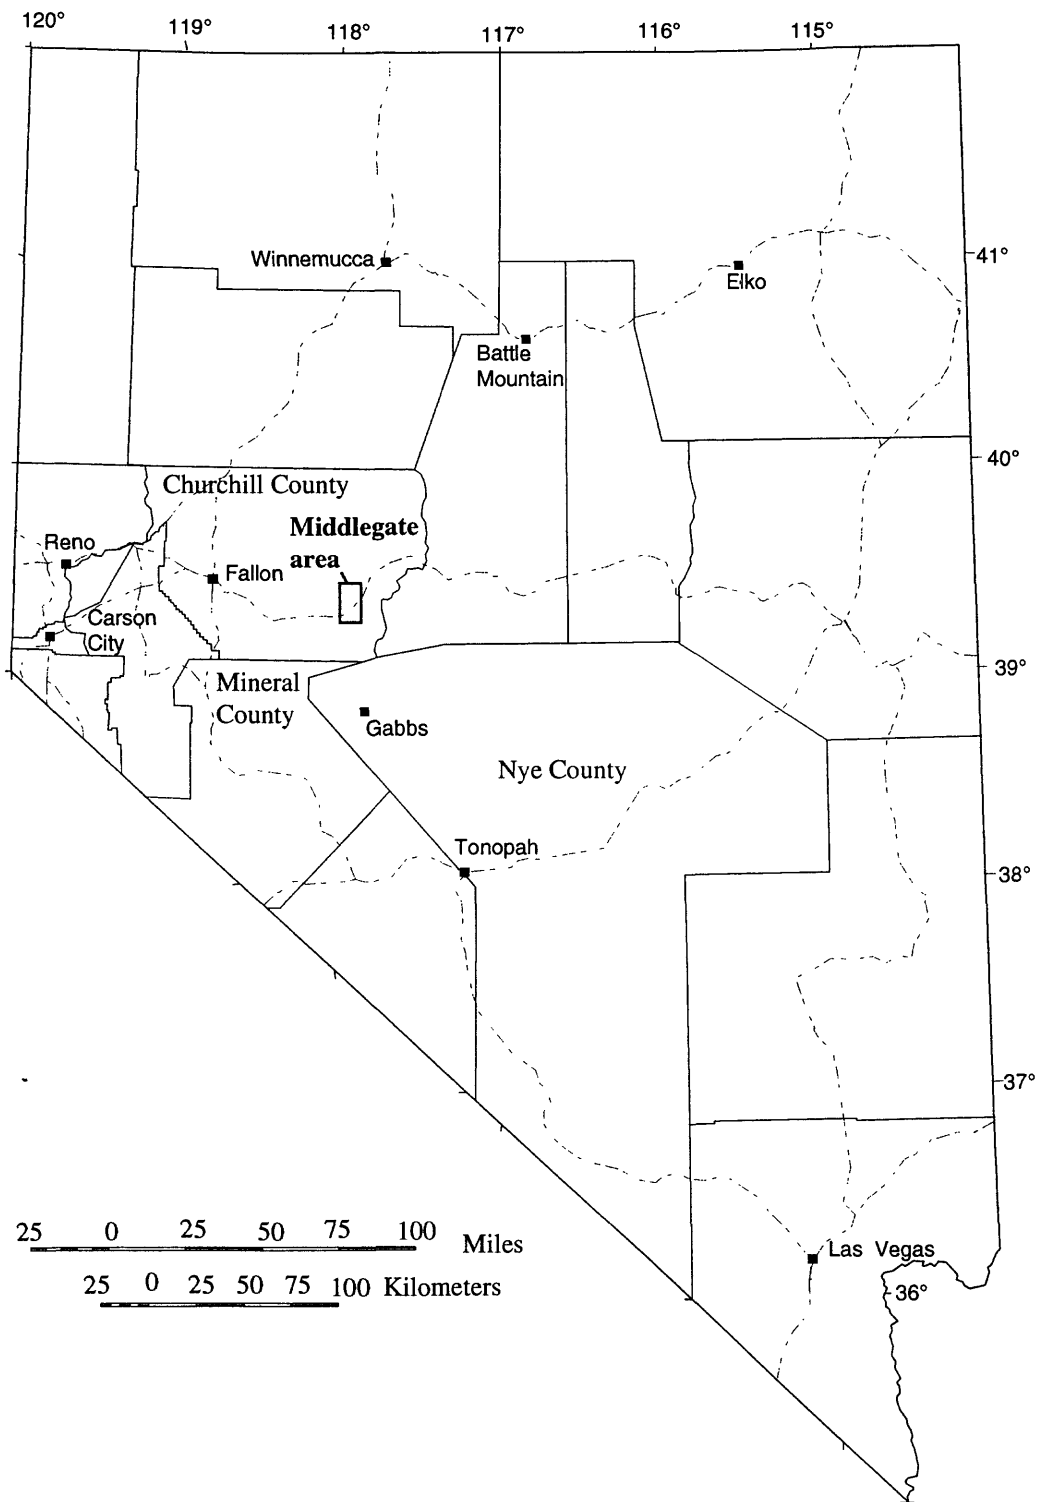 120°
119°
118°
117°
116°
115°
Winnemucca
41°
Elko
Battle
Mountain
40°
Churchill County
Middlegate
area
Reno
Fallon
Carson
City
39°
Mineral
County
Gabbs
Nye County
Tonopah
38°
37°
25 0 25 50 75 100 Miles
Las Vegas
25 0 25 50 75 100 Kilometers
36°